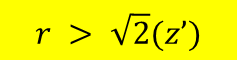 r > √2(z’)